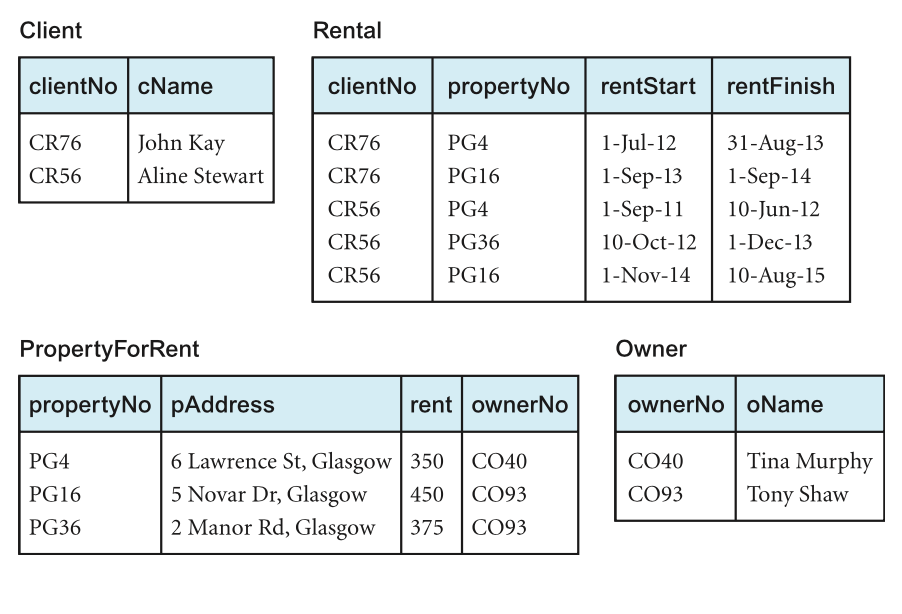 Client
clientNo cName
CR76 John Kay
CR56 Aline Stewart
Rental
clientNo propertyNo rentStart rentFinish
CR76 PG4 1-Jul-12 31-Aug-13
CR76 PG16 1-Sep-13 1-Sep-14
CR56 PG4 1-Sep-11 10-Jun-12
CR56 PG36 10-Oct-12 1-Dec-13
CR56 PG16 1-Nov-14 10-Aug-15
PropertyForRent
propertyNo pAddress rent ownerNo
PG4 6 Lawrence St, Glasgow 350 CO40
PG16 5 Novar Dr, Glasgow 450 CO93
PG36 2 Manor Rd, Glasgow 375 CO93
Owner
ownerNo oName
CO40 Tina Murphy
CO93 Tony Shaw